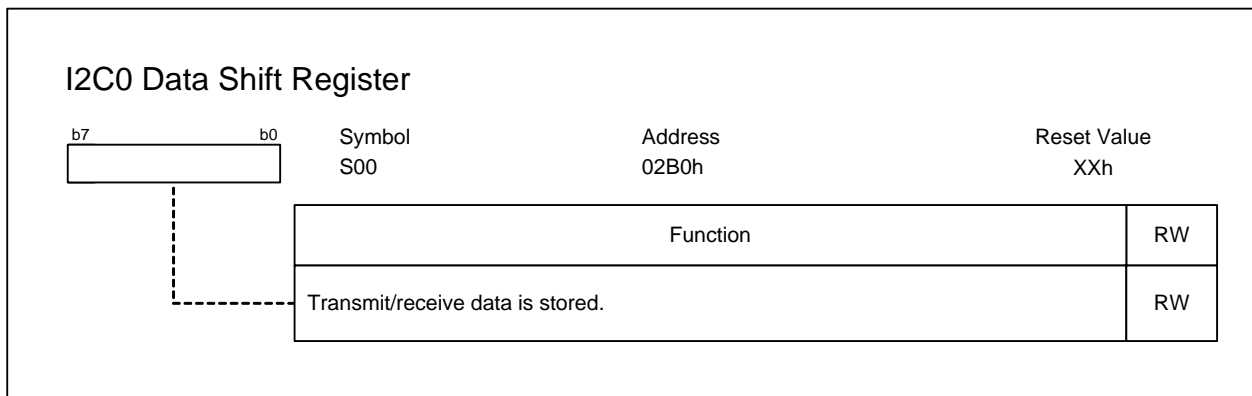 I2C0 Data Shift Register
b7 b0 Symbol Address Reset Value
S00 02B0h XXh
Function RW
Transmit/receive data is stored. RW